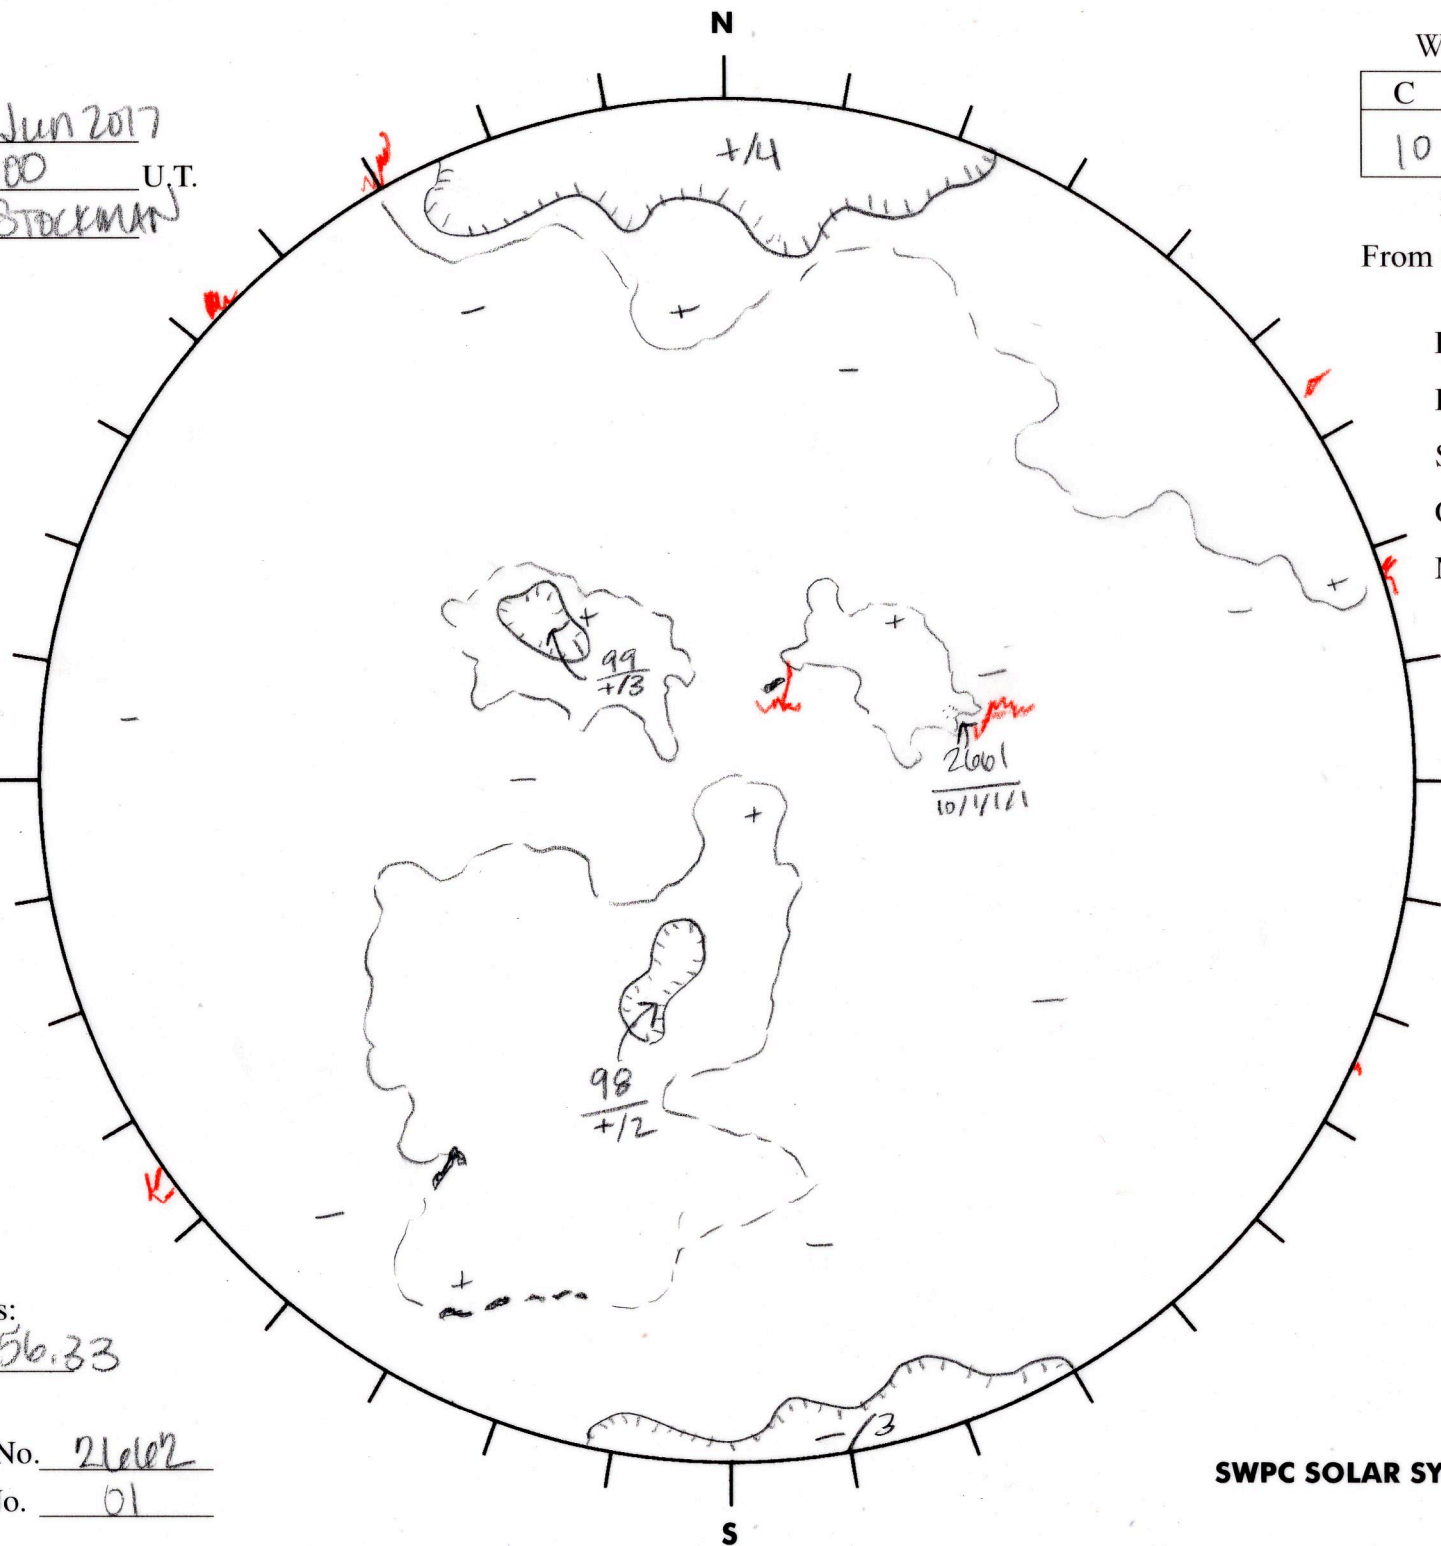 N
W
C
10
Jun 2017
00 U.T.
STOCKMAN
From
+/4
-
+
-
+
-
+
+
99
+/3
-
-
2661
10/1/1/1
-
+
-
98
+/2
-
-
+
s:
56.33
-/3
No. 2662
No. 01
SWPC SOLAR SY
S